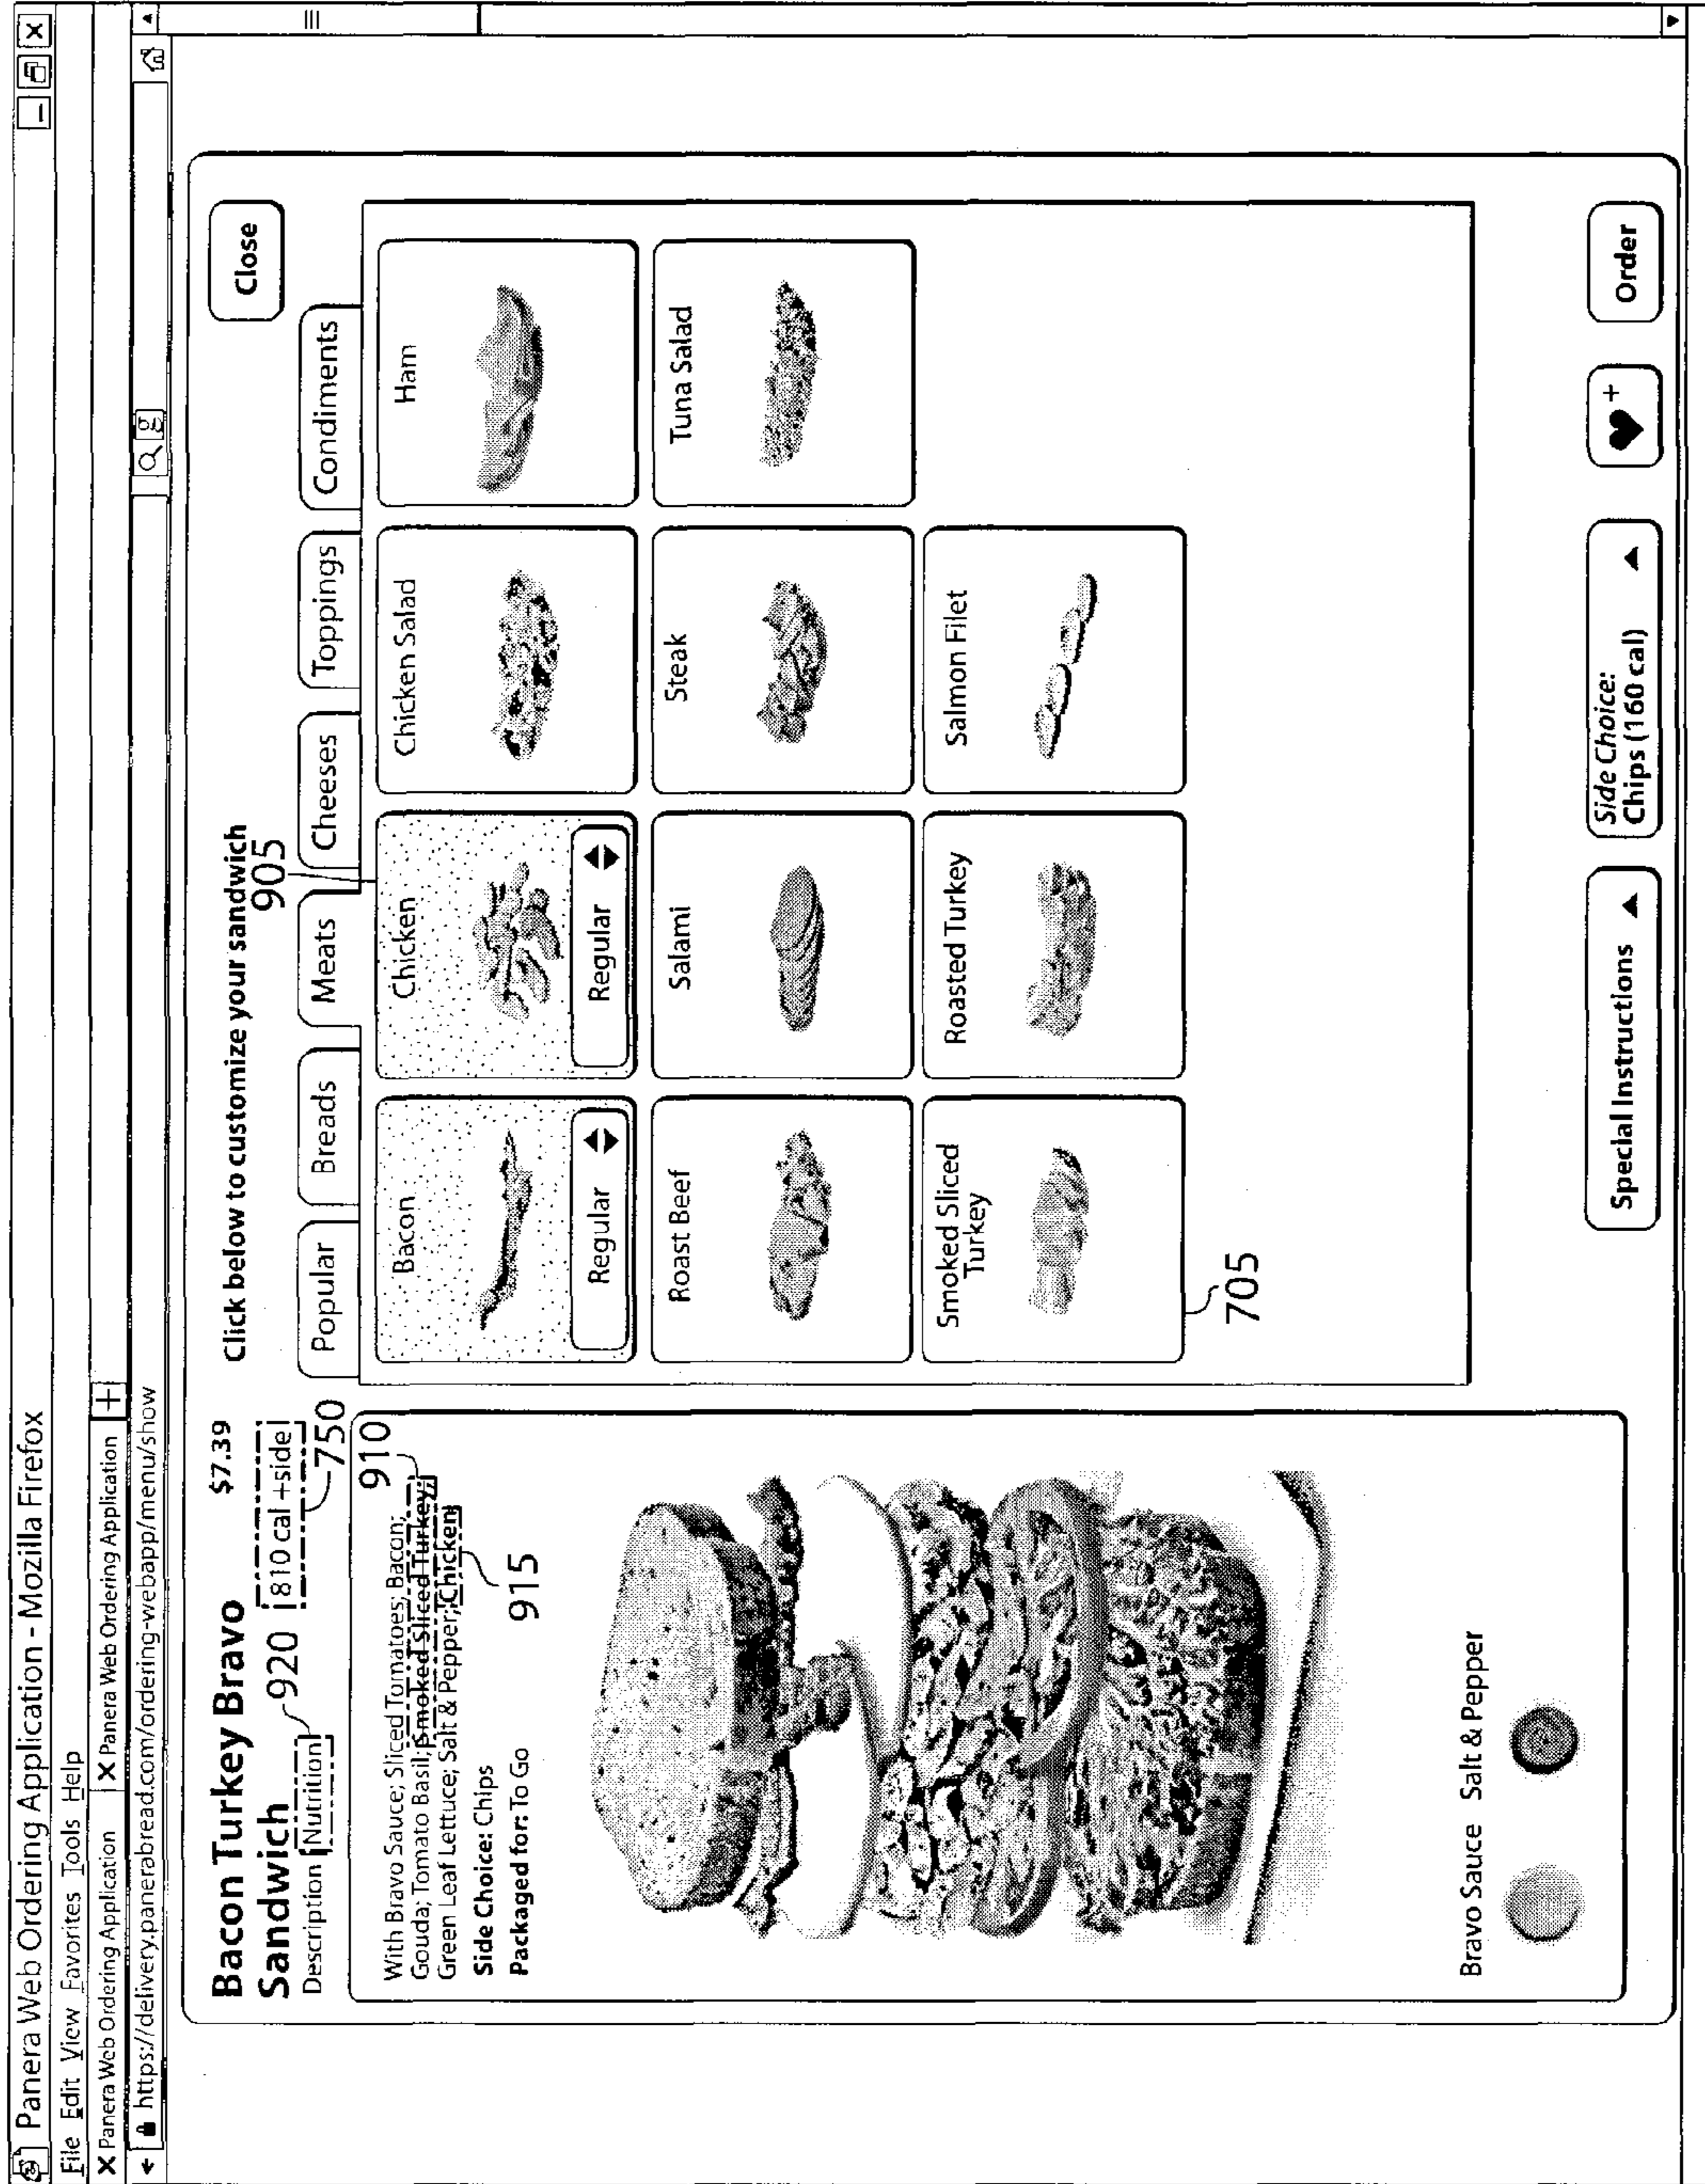 Panera Web Ordering Application - Mozilla Firefox
File Edit View Favorites Tools Help
X Panera Web Ordering Application | X Panera Web Ordering Application +
https://delivery.panerabread.com/ordering-webapp/menu/show
g
Bacon Turkey Bravo $7.39
Sandwich 920 810 cal +side
Description Nutrition
750
910
With Bravo Sauce; Sliced Tomatoes; Bacon;
Gouda; Tomato Basil; Smoked Sliced Turkey;
Green Leaf Lettuce; Salt & Pepper; Chicken
Side Choice: Chips
915
Packaged for: To Go
Bravo Sauce Salt & Pepper
Click below to customize your sandwich
905
Close
Popular Breads Meats Cheeses Toppings Condiments
Bacon Chicken Chicken Salad Ham
Regular Regular
Roast Beef Salami Steak Tuna Salad
Smoked Sliced
Turkey
Roasted Turkey Salmon Filet
705
Special Instructions
Side Choice:
Chips (160 cal)
+
Order